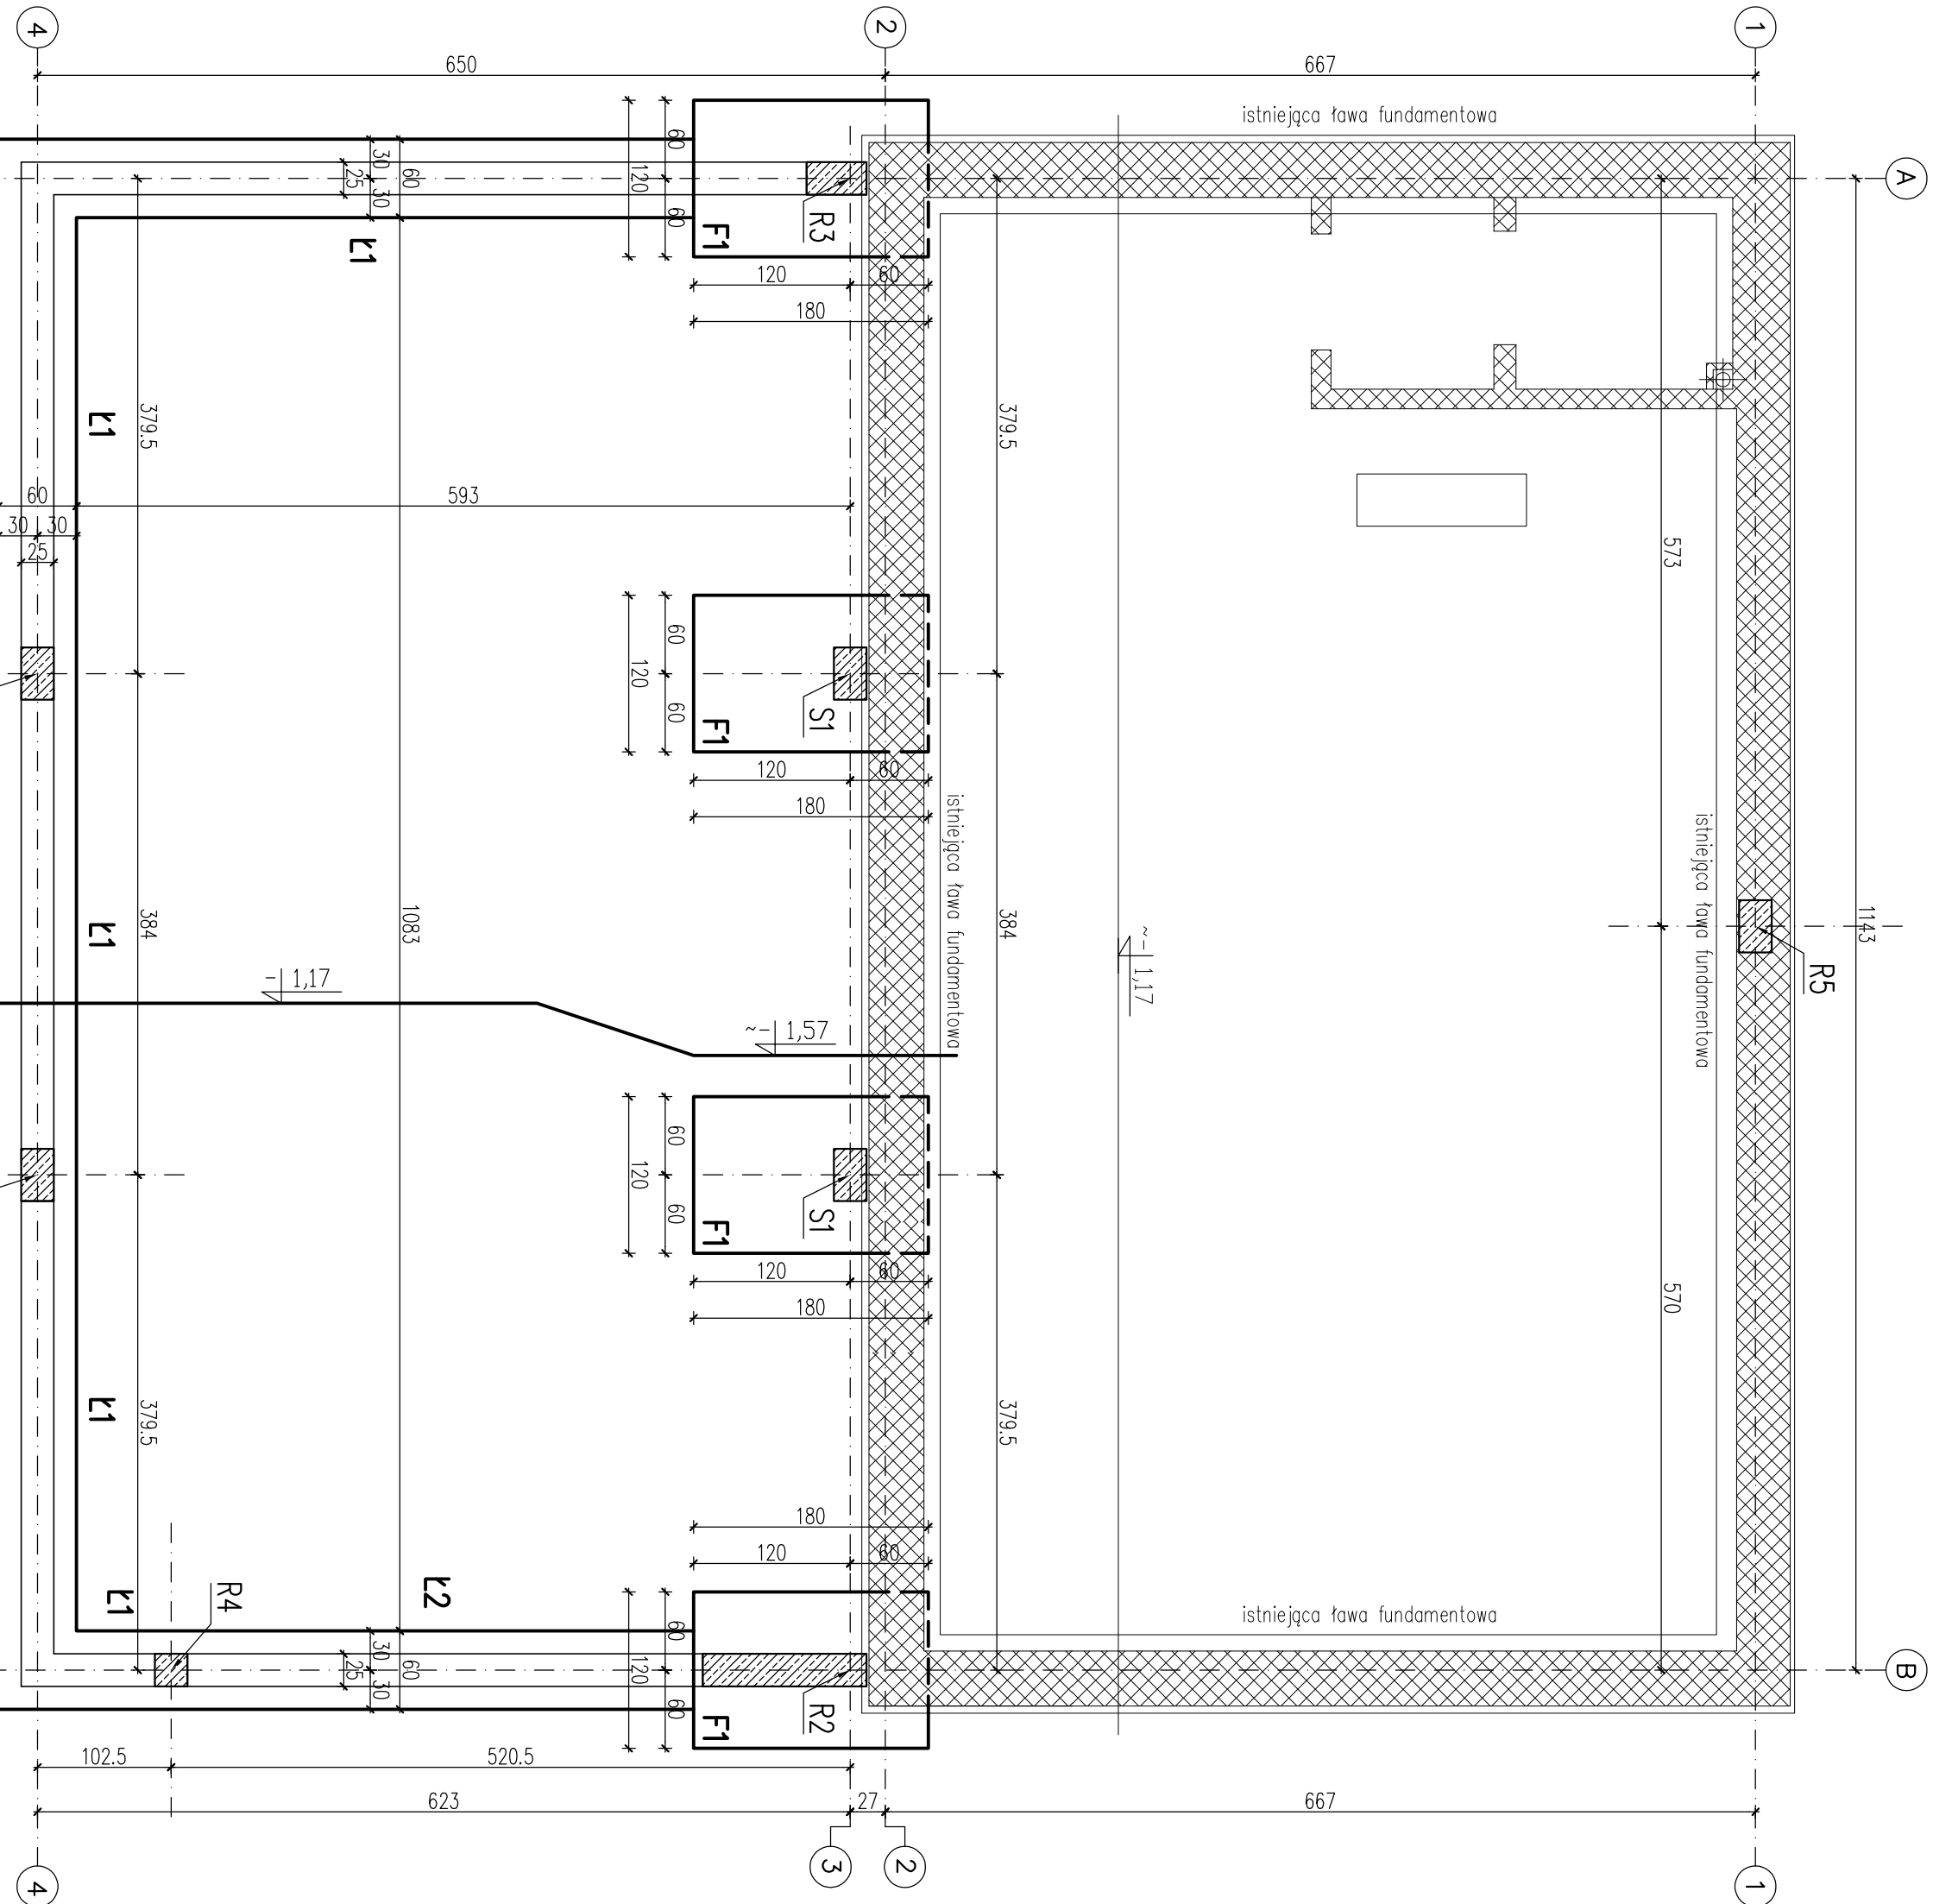 4
2
1
650
667
istniejąca ława fundamentowa
A
60
120
60
30
30
25
60
R3
F1
Ł1
120
60
180
379.5
379.5
Ł1
593
60
30
30
25
573
60
120
60
S1
F1
120
60
180
istniejąca ława fundamentowa
istniejąca ława fundamentowa
1143
R5
384
1083
384
Ł1
- 1,17
~- 1,57
~- 1,17
60
120
60
S1
F1
120
60
180
570
379.5
379.5
Ł1
180
120
60
Ł1
R4
Ł2
istniejąca ława fundamentowa
B
60
120
60
30
30
25
60
R2
F1
102.5
520.5
623
27
667
3
2
4
1